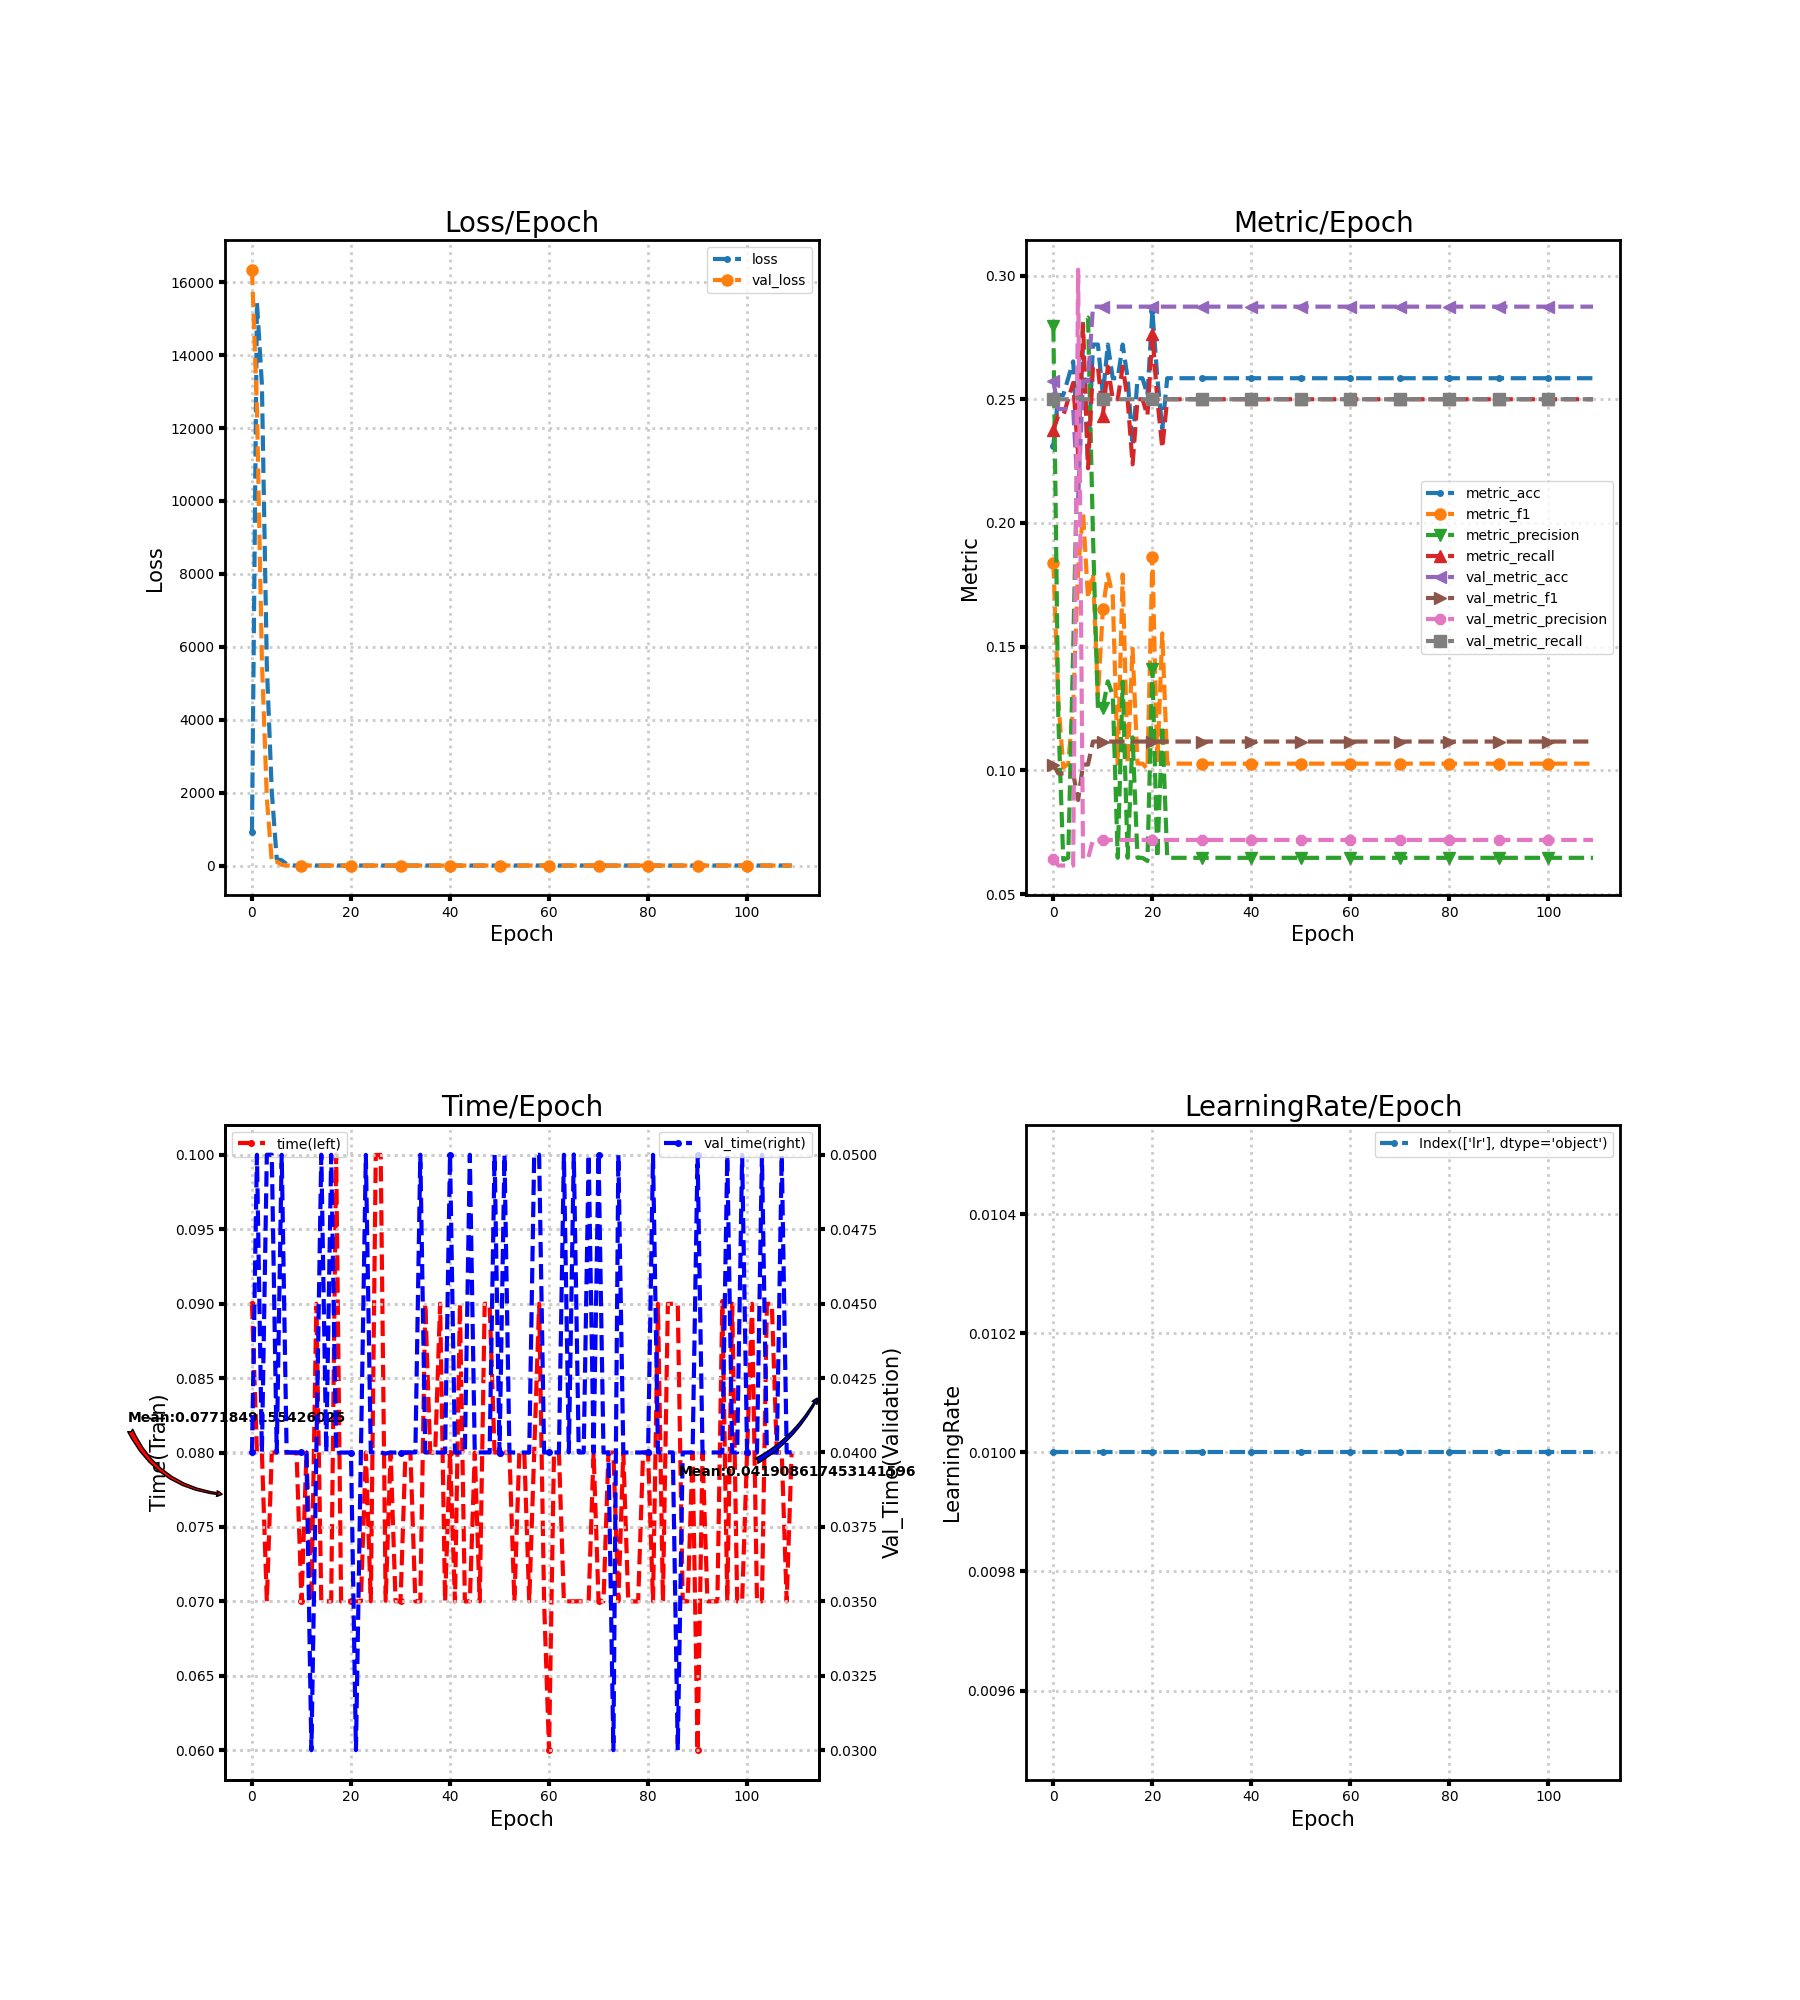 Loss/Epoch
16000
14000
12000
10000
8000
6000
4000
2000
0
Loss
0 20 40 60 80 100
Epoch
loss
val_loss
Metric/Epoch
0.30
0.25
0.20
0.15
0.10
0.05
Metric
0 20 40 60 80 100
Epoch
metric_acc
metric_f1
metric_precision
metric_recall
val_metric_acc
val_metric_f1
val_metric_precision
val_metric_recall
Time/Epoch
time(left)
val_time(right)
0.100
0.095
0.090
0.085
0.080
0.075
0.070
0.065
0.060
Time(Train)
0.0500
0.0475
0.0450
0.0425
0.0400
0.0375
0.0350
0.0325
0.0300
Val_Time(Validation)
Mean:0.041908617453141596
0 20 40 60 80 100
Epoch
LearningRate/Epoch
Index(['lr'], dtype='object')
0.0104
0.0102
0.0100
0.0098
0.0096
LearningRate
0 20 40 60 80 100
Epoch